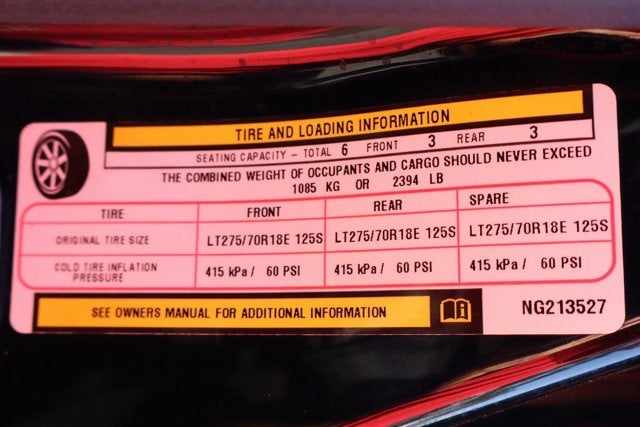 TIRE AND LOADING INFORMATION
SEATING CAPACITY – TOTAL 6 FRONT 3 REAR 3
THE COMBINED WEIGHT OF OCCUPANTS AND CARGO SHOULD NEVER EXCEED
1085 KG OR 2394 LB
TIRE FRONT REAR SPARE
ORIGINAL TIRE SIZE LT275/70R18E 125S LT275/70R18E 125S LT275/70R18E 125S
COLD TIRE INFLATION PRESSURE 415 kPa / 60 PSI 415 kPa / 60 PSI 415 kPa / 60 PSI
SEE OWNERS MANUAL FOR ADDITIONAL INFORMATION NG213527